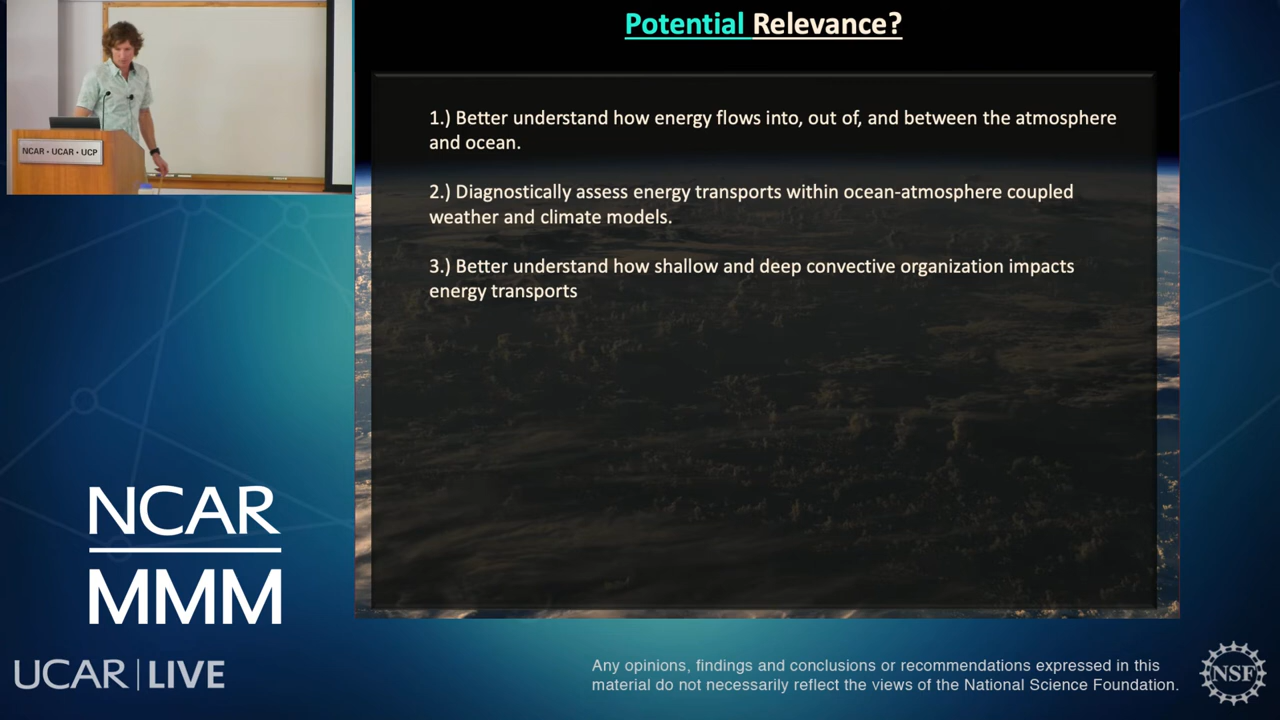 Potential Relevance?
NCAR • UCAR • UCP
1.) Better understand how energy flows into, out of, and between the atmosphere
and ocean.
2.) Diagnostically assess energy transports within ocean-atmosphere coupled
weather and climate models.
3.) Better understand how shallow and deep convective organization impacts
energy transports
NCAR
MMM
UCAR | LIVE
Any opinions, findings and conclusions or recommendations expressed in this
material do not necessarily reflect the views of the National Science Foundation.
NSF